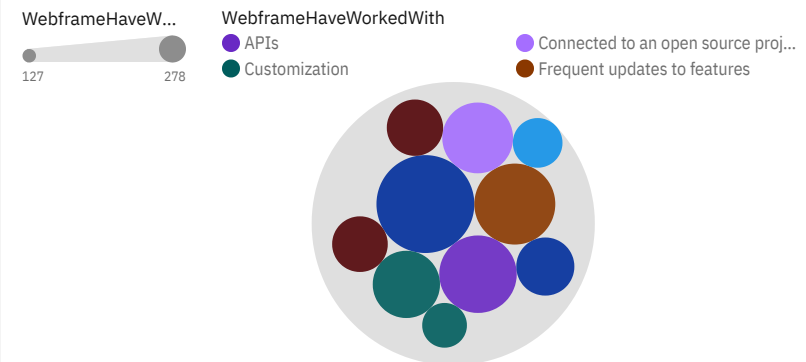 WebframeHaveW...
127 278
WebframeHaveWorkedWith
APIs
Connected to an open source proj...
Customization
Frequent updates to features